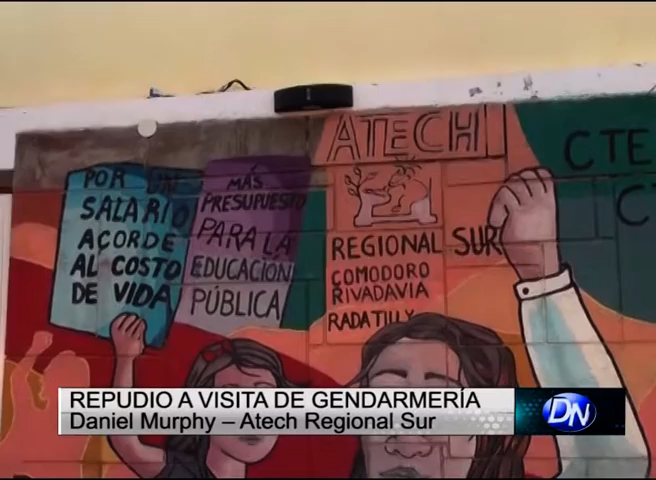 ATECH
CTE
C
POR UN
SALARIO
ACORDE
AL COSTO
DE VIDA
MÁS
PRESUPUESTO
PARA LA
EDUCACIÓN
PÚBLICA
REGIONAL SUR
COMODORO
RIVADAVIA
RADA TILLY
REPUDIO A VISITA DE GENDARMERÍA
Daniel Murphy – Atech Regional Sur
DN